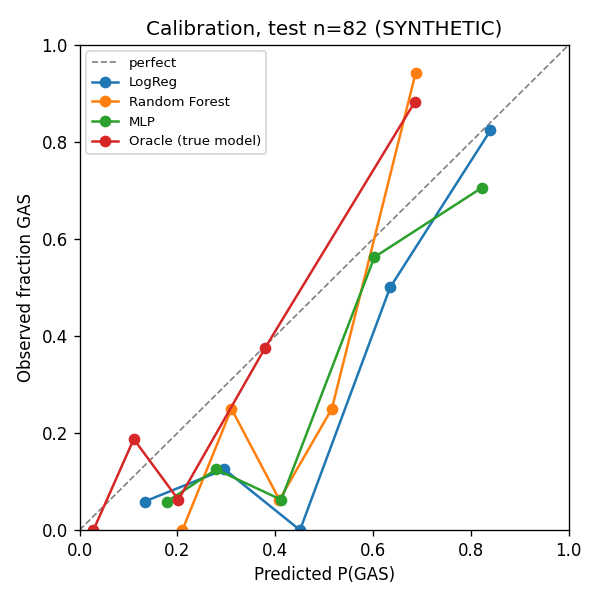 Calibration, test n=82 (SYNTHETIC)
perfect
LogReg
Random Forest
MLP
Oracle (true model)
Observed fraction GAS
1.0
0.8
0.6
0.4
0.2
0.0
0.0 0.2 0.4 0.6 0.8 1.0
Predicted P(GAS)